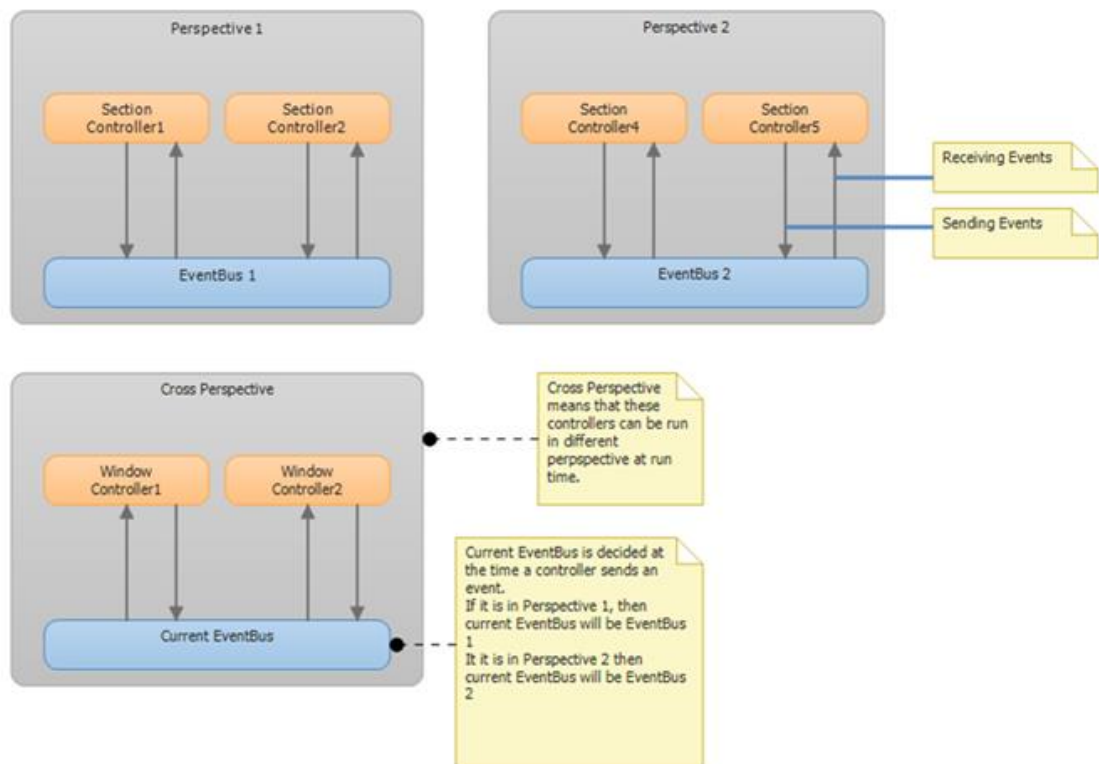 Perspective 1
Section
Controller1
Section
Controller2
EventBus 1
Perspective 2
Section
Controller4
Section
Controller5
EventBus 2
Receiving Events
Sending Events
Cross Perspective
Window
Controller1
Window
Controller2
Current EventBus
Cross Perspective
means that these
controllers can be run
in different
perpspective at run
time.
Current EventBus is decided at
the time a controller sends an
event.
If it is in Perspective 1, then
current EventBus will be EventBus
1
It it is in Perspective 2 then
current EventBus will be EventBus
2